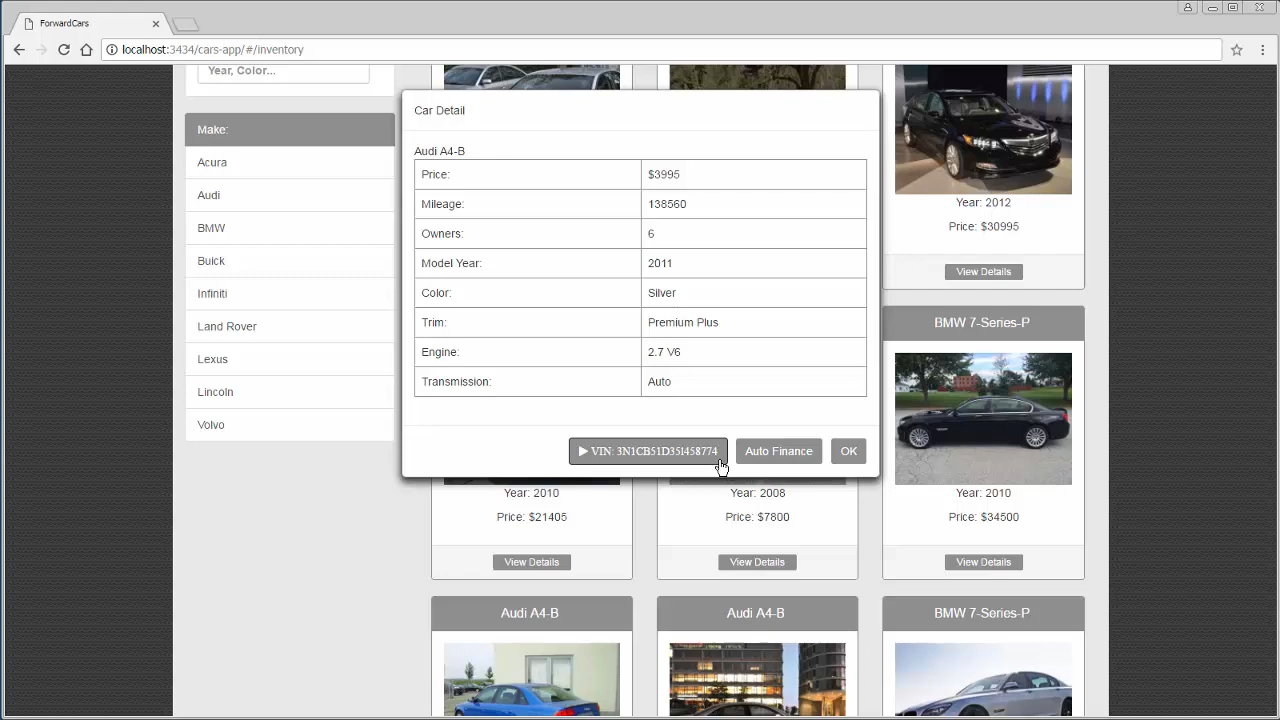 ForwardCars
localhost:3434/cars-app/#/inventory
Year, Color...
Make:
Acura
Audi
BMW
Buick
Infiniti
Land Rover
Lexus
Lincoln
Volvo
Car Detail
Audi A4-B
Price: $3995
Mileage: 138560
Owners: 6
Model Year: 2011
Color: Silver
Trim: Premium Plus
Engine: 2.7 V6
Transmission: Auto
VIN: 3N1CB51D35l458774
Auto Finance
OK
Year: 2012
Price: $30995
View Details
BMW 7-Series-P
Year: 2010
Price: $21405
View Details
Year: 2008
Price: $7800
View Details
Year: 2010
Price: $34500
View Details
Audi A4-B
Audi A4-B
BMW 7-Series-P